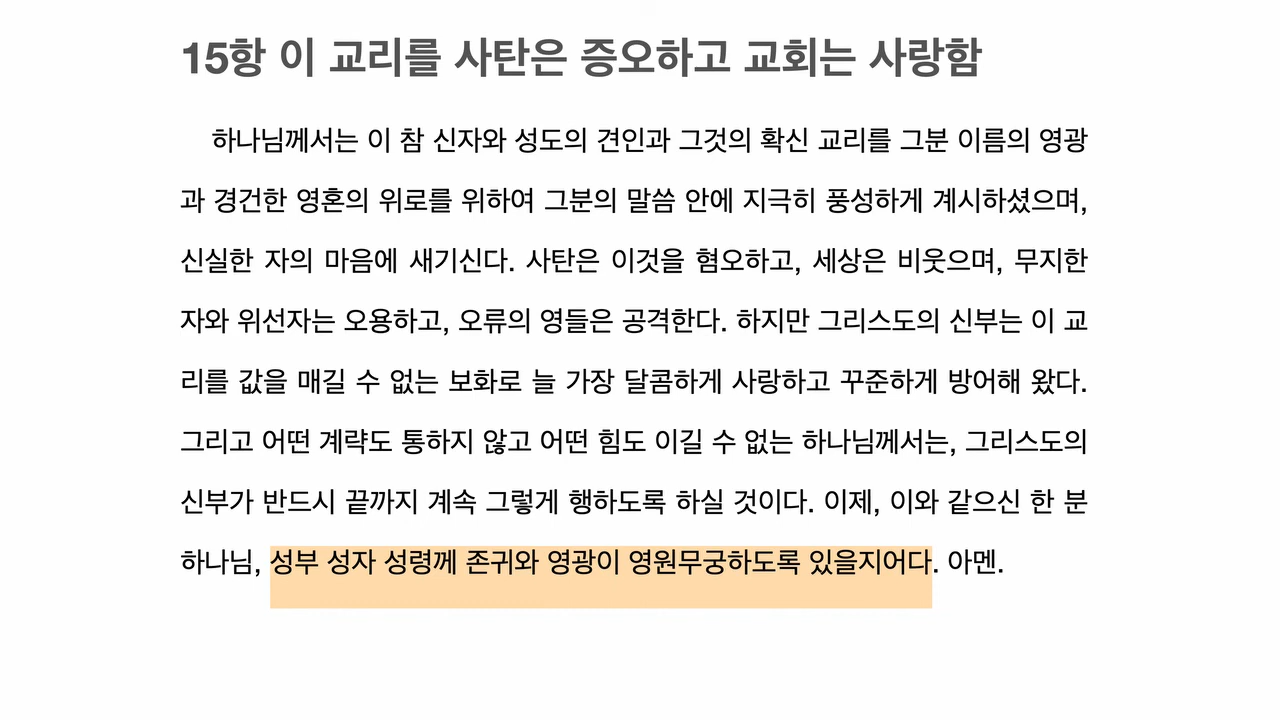 15항 이 교리를 사탄은 증오하고 교회는 사랑함
하나님께서는 이 참 신자와 성도의 견인과 그것의 확신 교리를 그분 이름의 영광
과 경건한 영혼의 위로를 위하여 그분의 말씀 안에 지극히 풍성하게 계시하셨으며,
신실한 자의 마음에 새기신다. 사탄은 이것을 혐오하고, 세상은 비웃으며, 무지한
자와 위선자는 오용하고, 오류의 영들은 공격한다. 하지만 그리스도의 신부는 이 교
리를 값을 매길 수 없는 보화로 늘 가장 달콤하게 사랑하고 꾸준하게 방어해 왔다.
그리고 어떤 계략도 통하지 않고 어떤 힘도 이길 수 없는 하나님께서는, 그리스도의
신부가 반드시 끝까지 계속 그렇게 행하도록 하실 것이다. 이제, 이와 같으신 한 분
하나님, 성부 성자 성령께 존귀와 영광이 영원무궁하도록 있을지어다. 아멘.